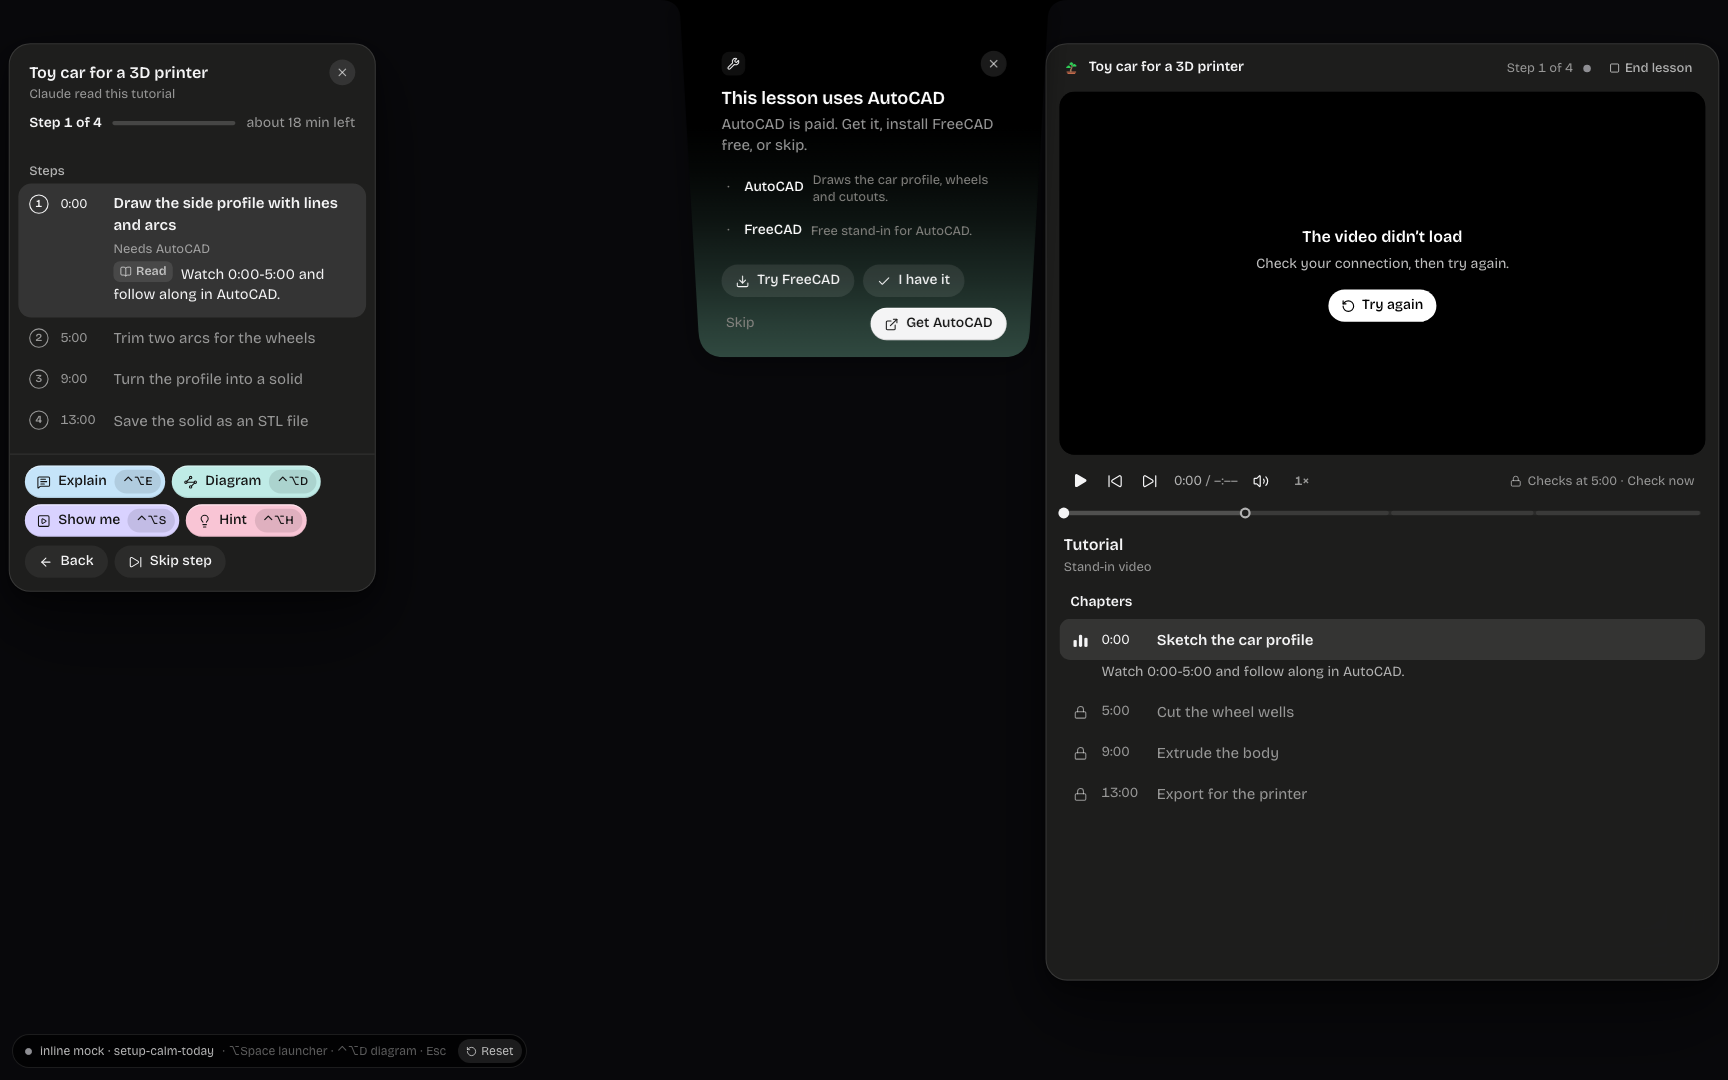 Toy car for a 3D printer
Claude read this tutorial
Step 1 of 4 about 18 min left
Steps
1 0:00 Draw the side profile with lines
and arcs
Needs AutoCAD
Read Watch 0:00-5:00 and
follow along in AutoCAD.
2 5:00 Trim two arcs for the wheels
3 9:00 Turn the profile into a solid
4 13:00 Save the solid as an STL file
Explain ⌃⌥E Diagram ⌃⌥D
Show me ⌃⌥S Hint ⌃⌥H
Back Skip step
This lesson uses AutoCAD
AutoCAD is paid. Get it, install FreeCAD
free, or skip.
· AutoCAD Draws the car profile, wheels
and cutouts.
· FreeCAD Free stand-in for AutoCAD.
Try FreeCAD I have it
Skip Get AutoCAD
Toy car for a 3D printer Step 1 of 4 End lesson
The video didn’t load
Check your connection, then try again.
Try again
0:00 / –:–– 1× Checks at 5:00 · Check now
Tutorial
Stand-in video
Chapters
0:00 Sketch the car profile
Watch 0:00-5:00 and follow along in AutoCAD.
5:00 Cut the wheel wells
9:00 Extrude the body
13:00 Export for the printer
inline mock · setup-calm-today · ⌥Space launcher · ⌃⌥D diagram · Esc Reset